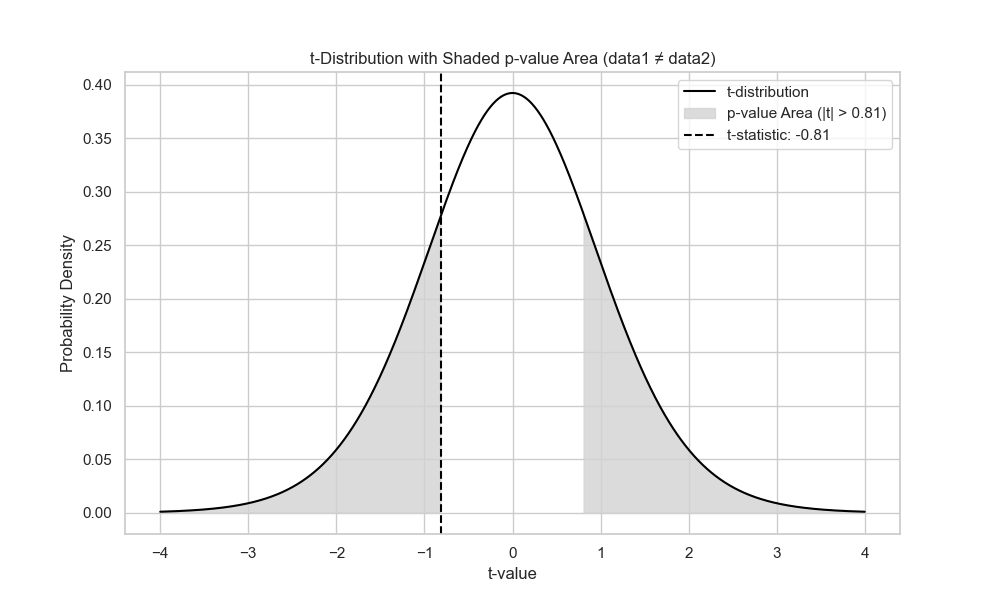 t-Distribution with Shaded p-value Area (data1 ≠ data2)
t-distribution
p-value Area (|t| > 0.81)
t-statistic: -0.81
Probability Density
0.40
0.35
0.30
0.25
0.20
0.15
0.10
0.05
0.00
−4 −3 −2 −1 0 1 2 3 4
t-value